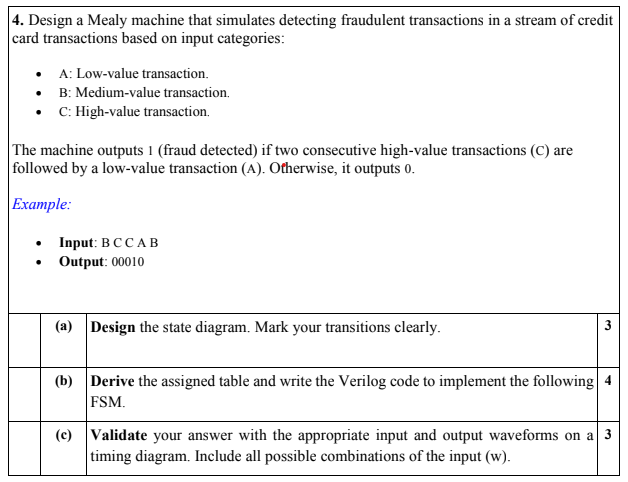 4. Design a Mealy machine that simulates detecting fraudulent transactions in a stream of credit
card transactions based on input categories:
• A: Low-value transaction.
• B: Medium-value transaction.
• C: High-value transaction.
The machine outputs 1 (fraud detected) if two consecutive high-value transactions (C) are
followed by a low-value transaction (A). Otherwise, it outputs 0.
Example:
• Input: B C C A B
• Output: 00010
(a) Design the state diagram. Mark your transitions clearly. 3
(b) Derive the assigned table and write the Verilog code to implement the following 4
FSM.
(c) Validate your answer with the appropriate input and output waveforms on a 3
timing diagram. Include all possible combinations of the input (w).